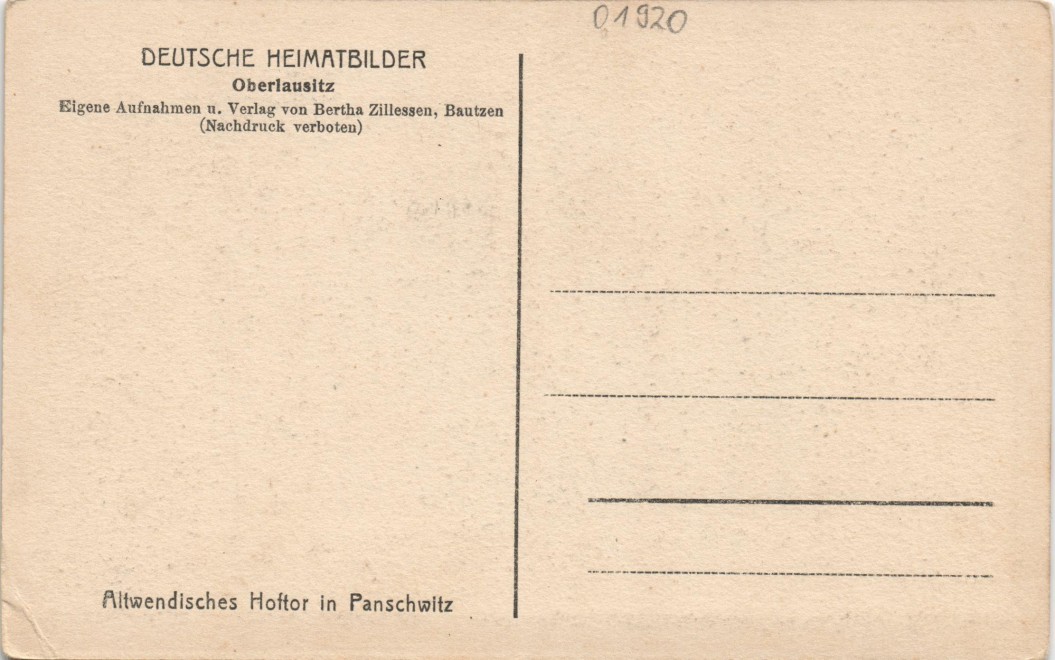 01920
DEUTSCHE HEIMATBILDER
Oberlausitz
Eigene Aufnahmen u. Verlag von Bertha Zillessen, Bautzen
(Nachdruck verboten)
Altwendisches Hoftor in Panschwitz